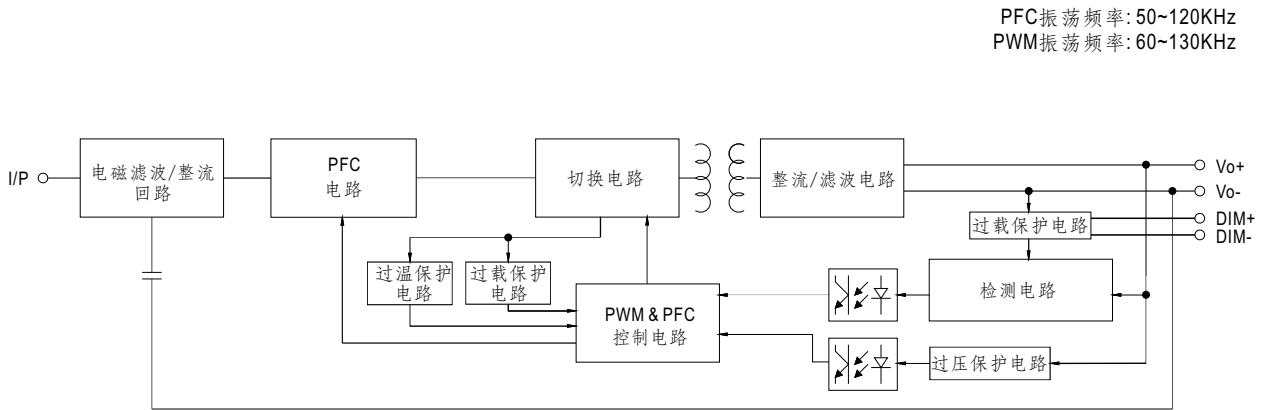 PFC振荡频率: 50~120KHz
PWM振荡频率: 60~130KHz
I/P
电磁滤波/整流
回路
PFC
电路
切换电路
整流/滤波电路
Vo+
Vo-
DIM+
DIM-
过载保护电路
过温保护
电路
过载保护
电路
PWM & PFC
控制电路
检测电路
过压保护电路